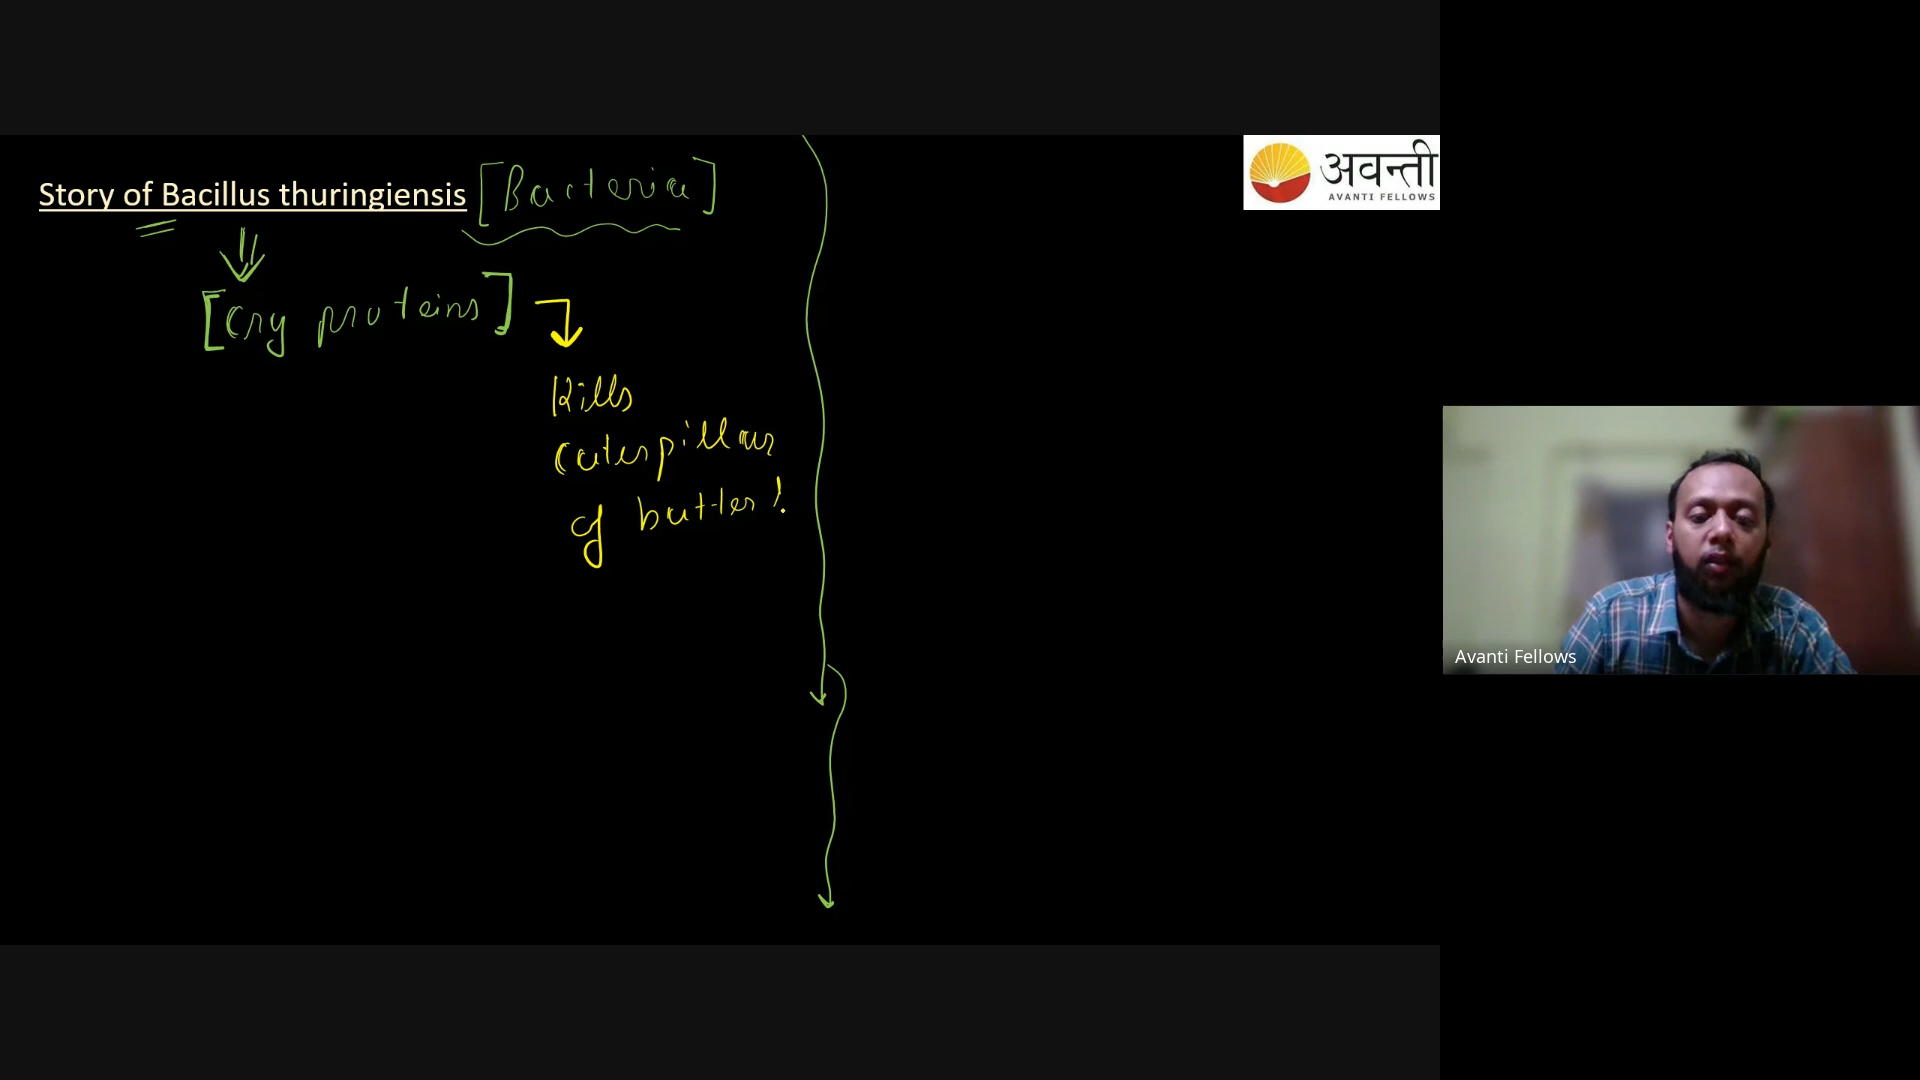 Story of Bacillus thuringiensis [Bacteria]
[Cry proteins]
Kills
Caterpillar
of butter!
अवन्ती
AVANTI FELLOWS
Avanti Fellows